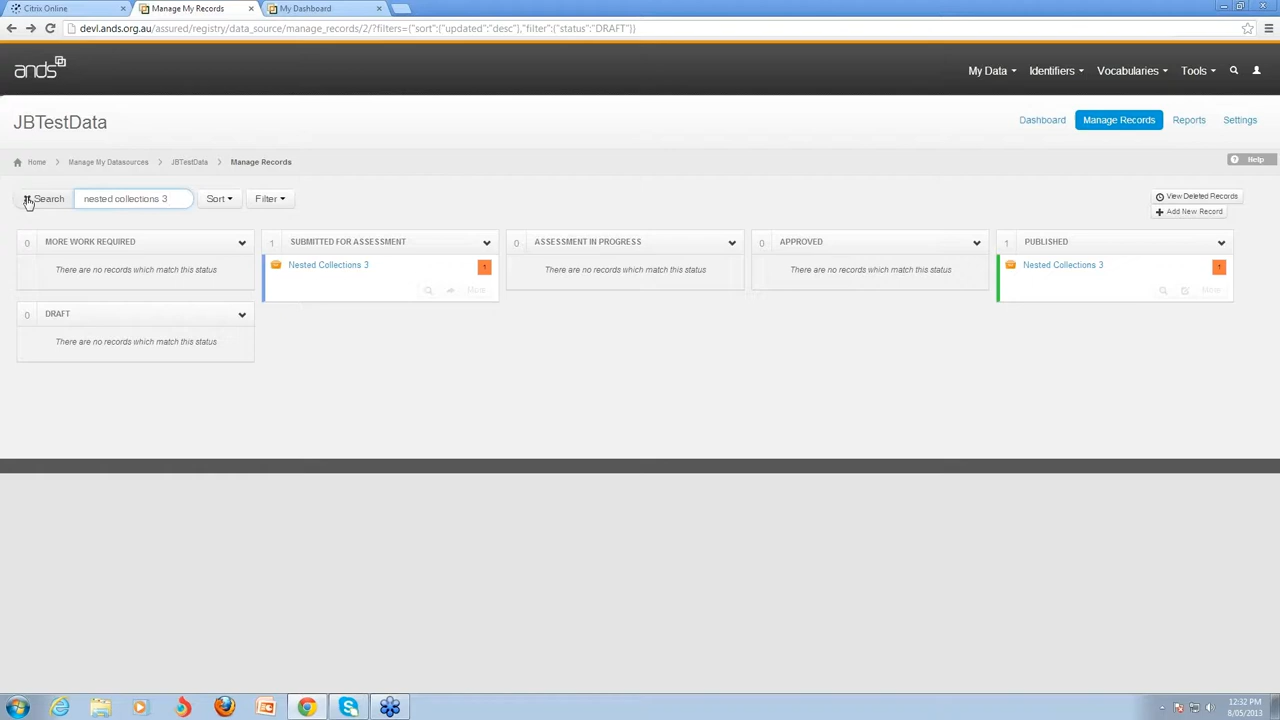 Citrix Online
Manage My Records
My Dashboard
devl.ands.org.au/assured/registry/data_source/manage_records/2/?filters={"sort":{"updated":"desc"},"filter":{"status":"DRAFT"}}
ands
My Data
Identifiers
Vocabularies
Tools
JBTestData
Dashboard
Manage Records
Reports
Settings
Home
Manage My Datasources
JBTestData
Manage Records
Help
Search
nested collections 3
Sort
Filter
View Deleted Records
Add New Record
0 MORE WORK REQUIRED
There are no records which match this status
1 SUBMITTED FOR ASSESSMENT
Nested Collections 3
1
More
0 ASSESSMENT IN PROGRESS
There are no records which match this status
0 APPROVED
There are no records which match this status
1 PUBLISHED
Nested Collections 3
1
More
0 DRAFT
There are no records which match this status
12:32 PM
8/05/2013